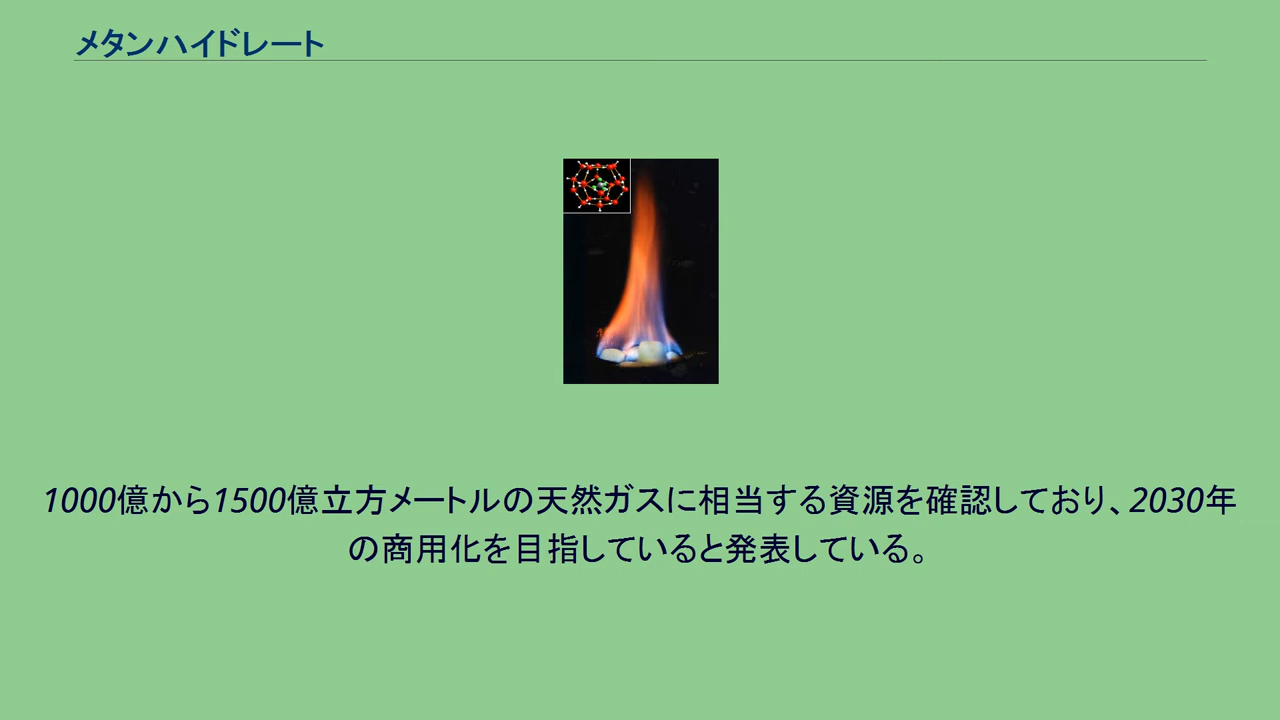 メタンハイドレート
1000億から1500億立方メートルの天然ガスに相当する資源を確認しており、2030年
の商用化を目指していると発表している。